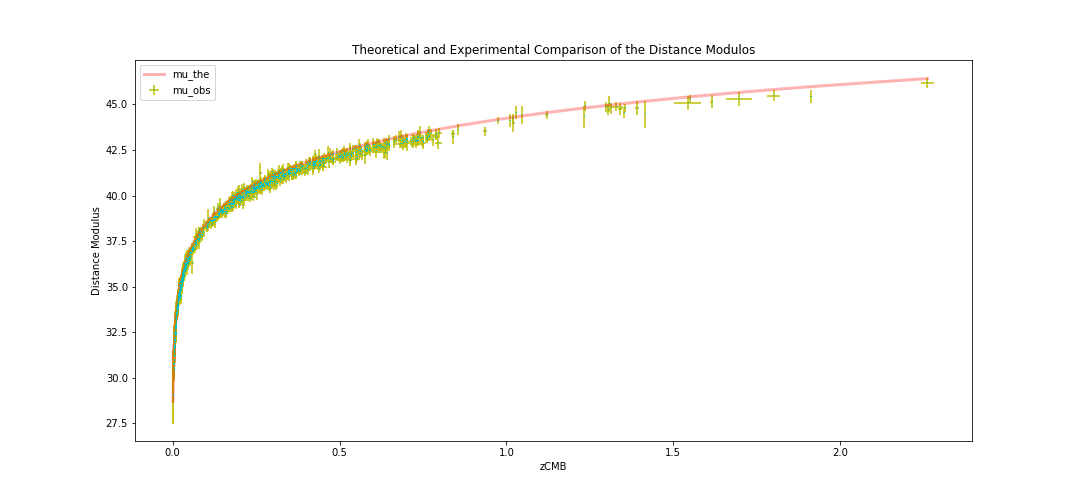 Theoretical and Experimental Comparison of the Distance Modulos
mu_the
mu_obs
45.0
42.5
40.0
37.5
35.0
32.5
30.0
27.5
Distance Modulus
0.0 0.5 1.0 1.5 2.0
zCMB